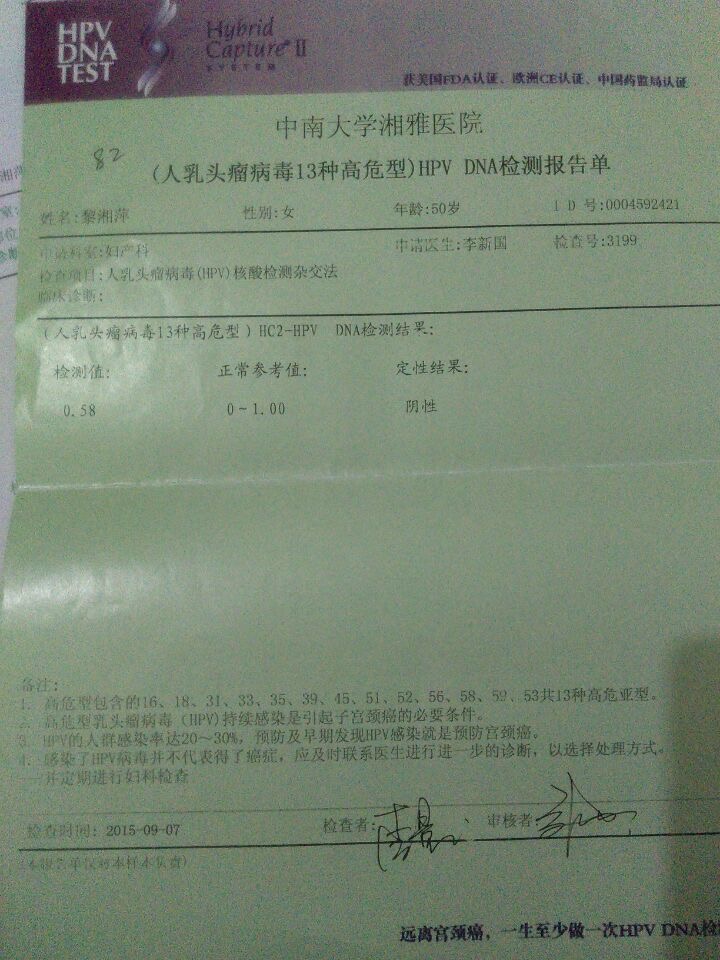 HPV
DNA
TEST
Hybrid
Capture® II
SYSTEM
获美国FDA认证、欧洲CE认证、中国药监局认证
中南大学湘雅医院
82
(人乳头瘤病毒13种高危型)HPV DNA检测报告单
姓名:黎湘萍 性别:女 年龄:50岁 I D 号:0004592421
申请科室:妇产科 申请医生:李新国 检查号:3199
检查项目:人乳头瘤病毒(HPV)核酸检测杂交法
临床诊断:
(人乳头瘤病毒13种高危型)HC2-HPV DNA检测结果:
检测值: 正常参考值: 定性结果:
0.58 0~1.00 阴性
备注:
1. 高危型包含的16、18、31、33、35、39、45、51、52、56、58、59、53共13种高危亚型。
2. 高危型乳头瘤病毒（HPV)持续感染是引起子宫颈癌的必要条件。
3. HPV的人群感染率达20～30%，预防及早期发现HPV感染就是预防宫颈癌。
4. 感染了HPV病毒并不代表得了癌症，应及时联系医生进行进一步的诊断，以选择处理方式。
并定期进行妇科检查
检查时间: 2015-09-07 检查者: 审核者:
(本报告单仅对本样本负责)
远离宫颈癌，一生至少做一次HPV DNA检